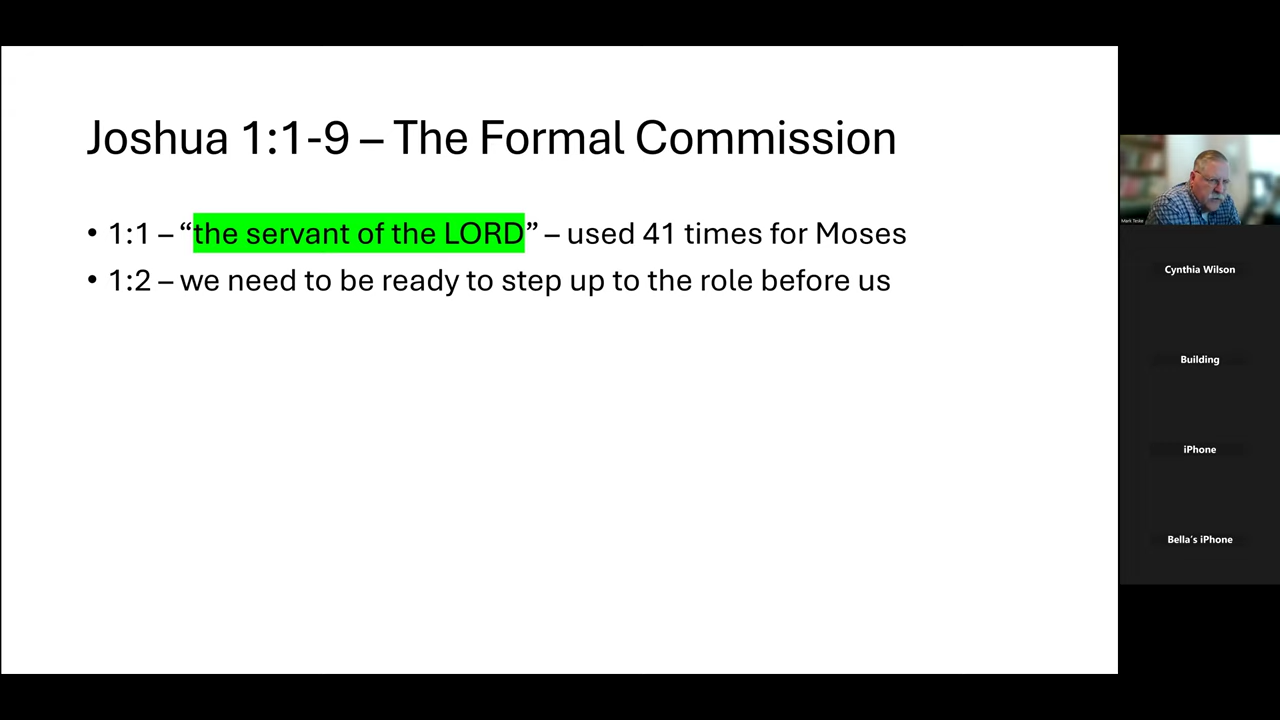 Joshua 1:1-9 – The Formal Commission
• 1:1 – “the servant of the LORD” – used 41 times for Moses
• 1:2 – we need to be ready to step up to the role before us
Mark Teske
Cynthia Wilson
Building
iPhone
Bella's iPhone